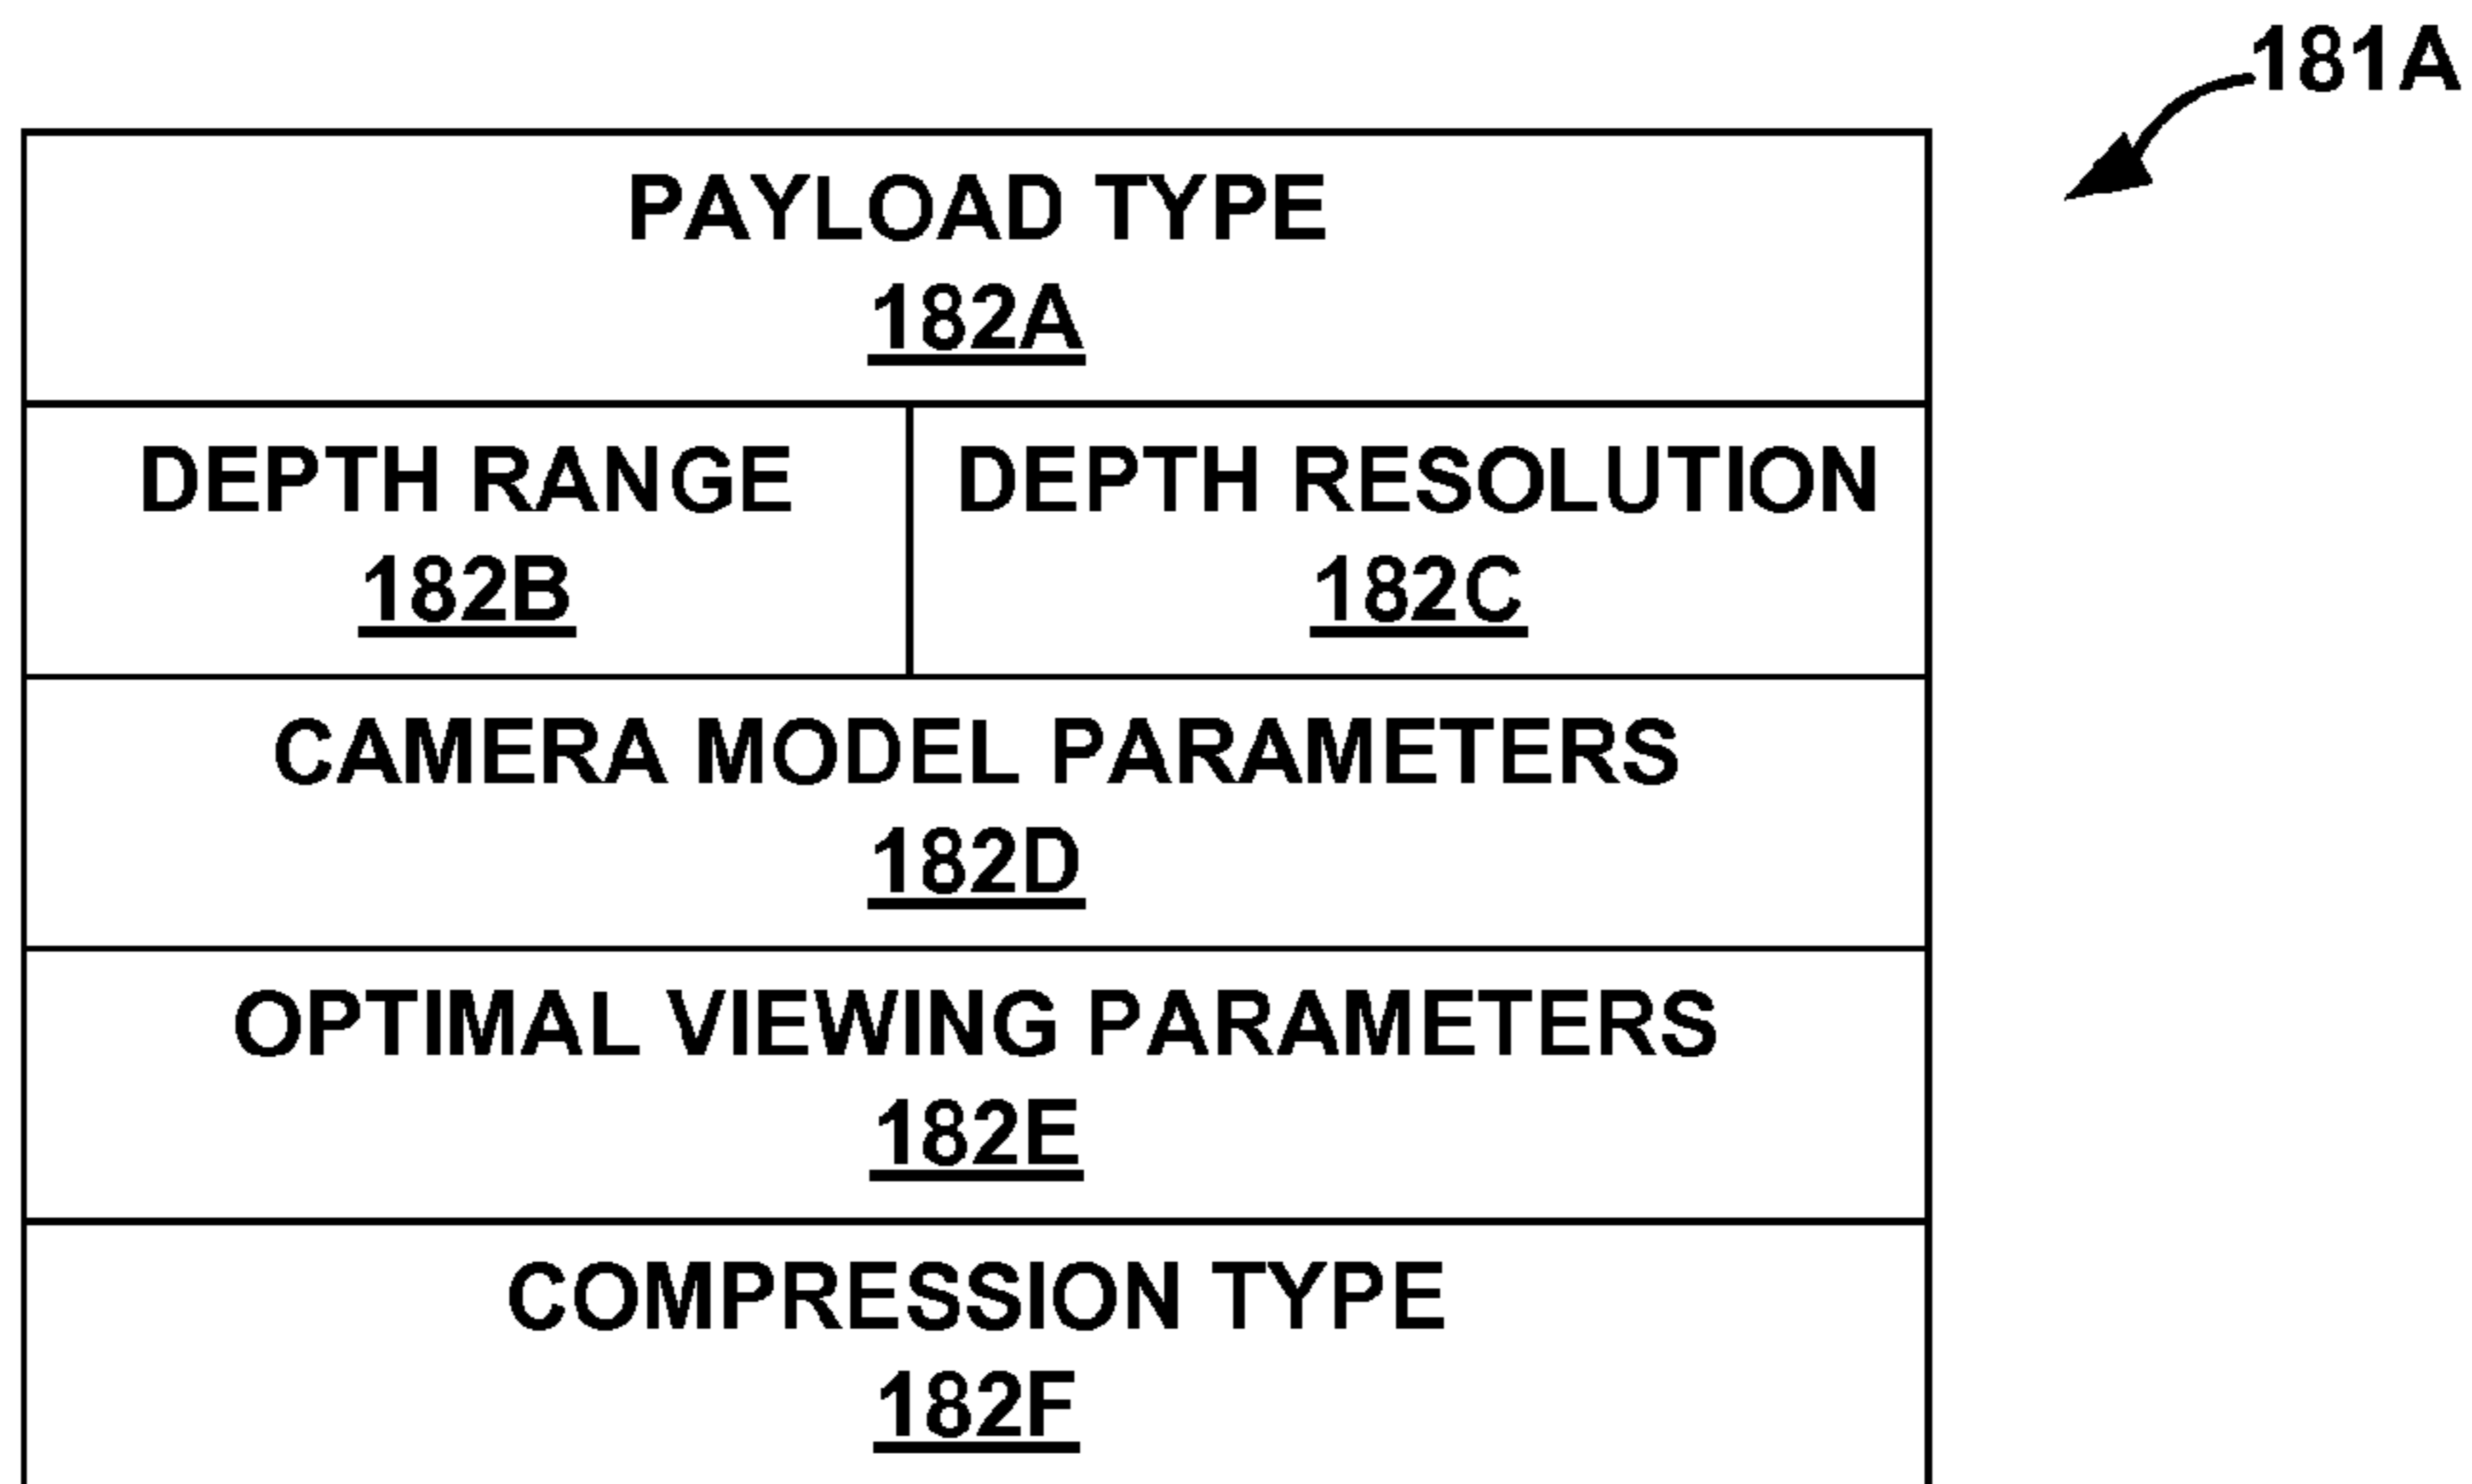 181A
PAYLOAD TYPE
182A
DEPTH RANGE
182B
DEPTH RESOLUTION
182C
CAMERA MODEL PARAMETERS
182D
OPTIMAL VIEWING PARAMETERS
182E
COMPRESSION TYPE
182F